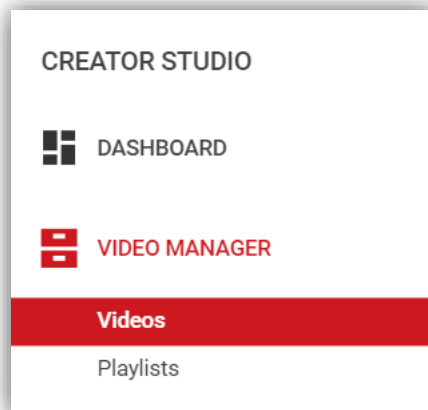 CREATOR STUDIO
DASHBOARD
VIDEO MANAGER
Videos
Playlists